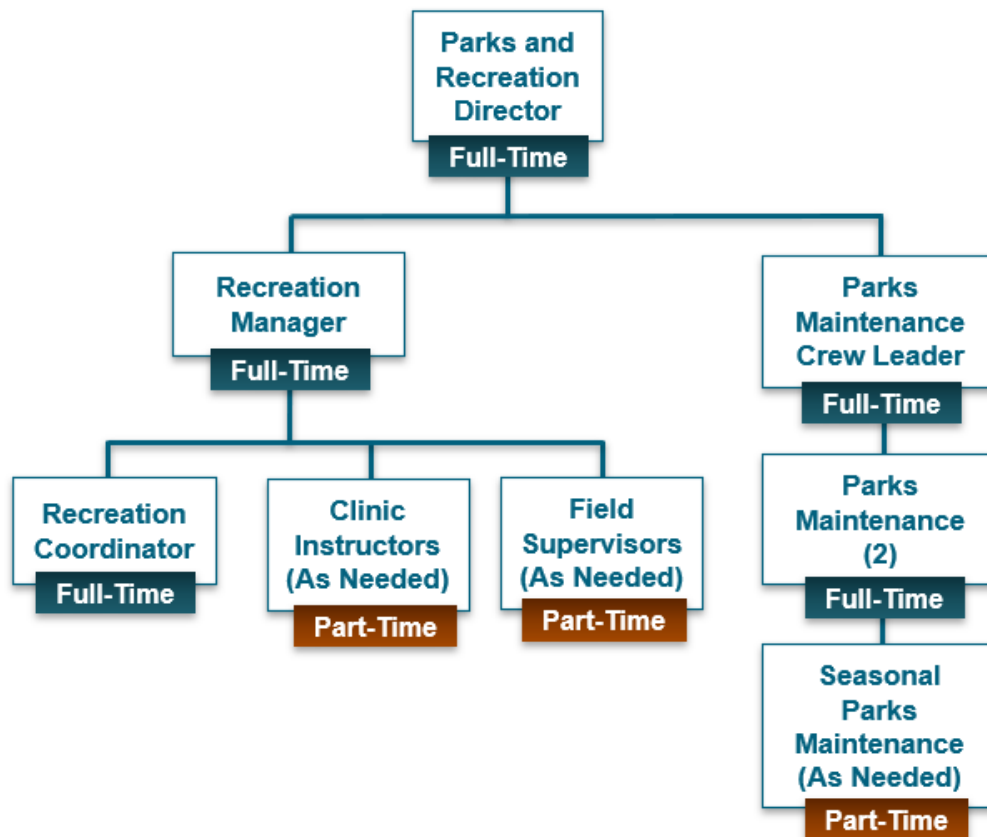 Parks and
Recreation
Director
Full-Time
Recreation
Manager
Full-Time
Parks
Maintenance
Crew Leader
Full-Time
Recreation
Coordinator
Full-Time
Clinic
Instructors
(As Needed)
Part-Time
Field
Supervisors
(As Needed)
Part-Time
Parks
Maintenance
(2)
Full-Time
Seasonal
Parks
Maintenance
(As Needed)
Part-Time